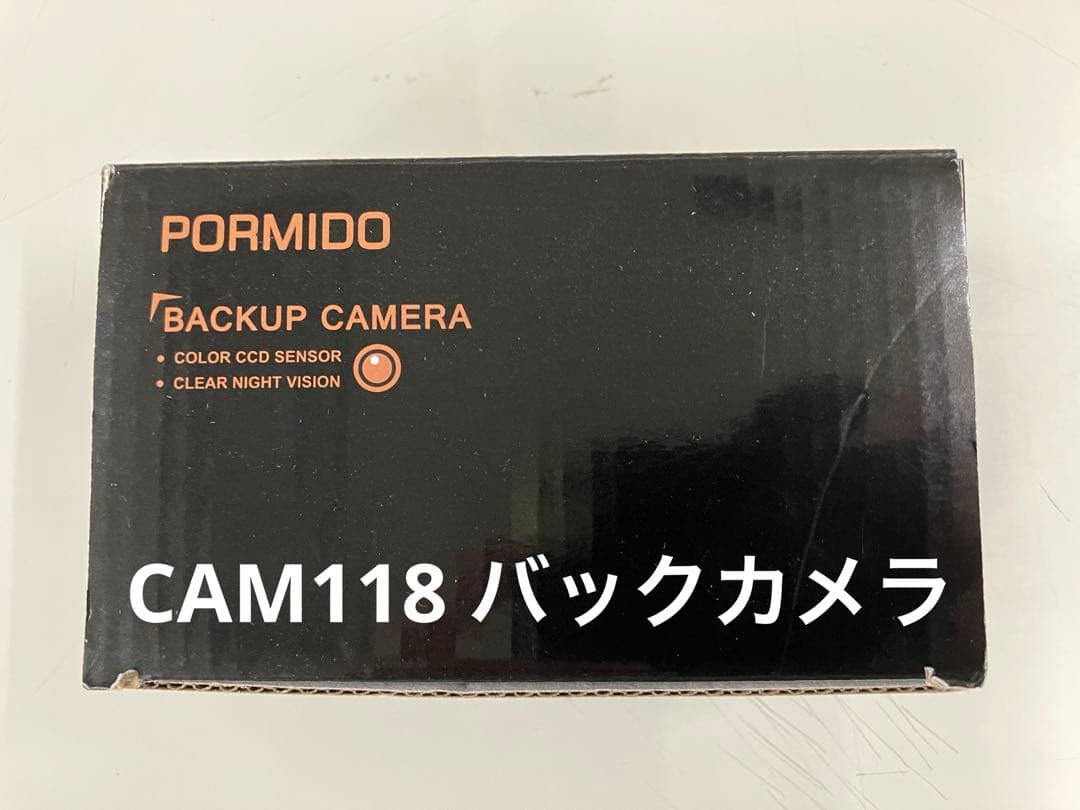 PORMIDO
BACKUP CAMERA
• COLOR CCD SENSOR
• CLEAR NIGHT VISION
CAM118 バックカメラ